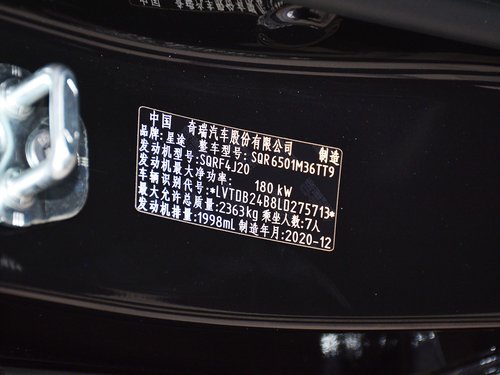 中国 奇瑞汽车股份有限公司 制造
品牌:星途 整车型号:SQR6501M36TT9
发动机型号:SQRF4J20
发动机最大净功率: 180 kW
车辆识别代号:*LVTDB24B8LD275713*
最大允许总质量:2363kg 乘坐人数:7人
发动机排量:1998mL 制造年月:2020-12